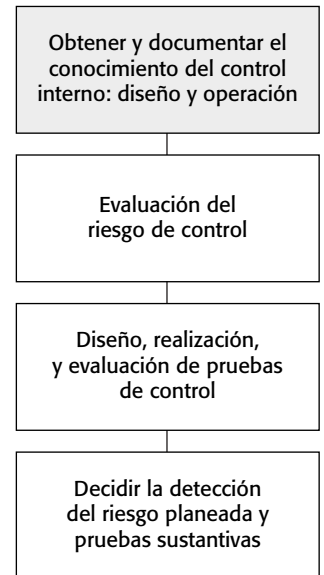 Obtener y documentar el
conocimiento del control
interno: diseño y operación
Evaluación del
riesgo de control
Diseño, realización,
y evaluación de pruebas
de control
Decidir la detección
del riesgo planeada y
pruebas sustantivas